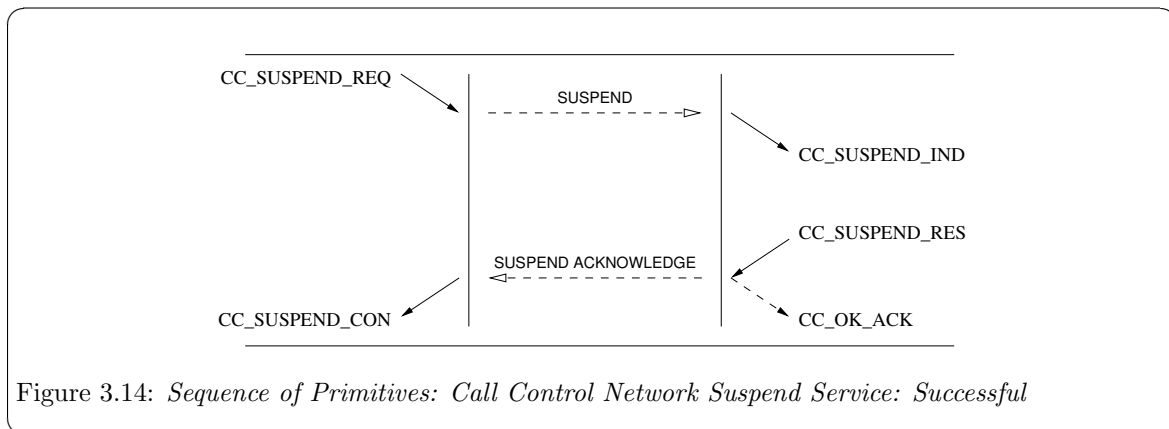 CC_SUSPEND_REQ
SUSPEND
CC_SUSPEND_IND
CC_SUSPEND_RES
SUSPEND ACKNOWLEDGE
CC_SUSPEND_CON
CC_OK_ACK
Figure 3.14: Sequence of Primitives: Call Control Network Suspend Service: Successful